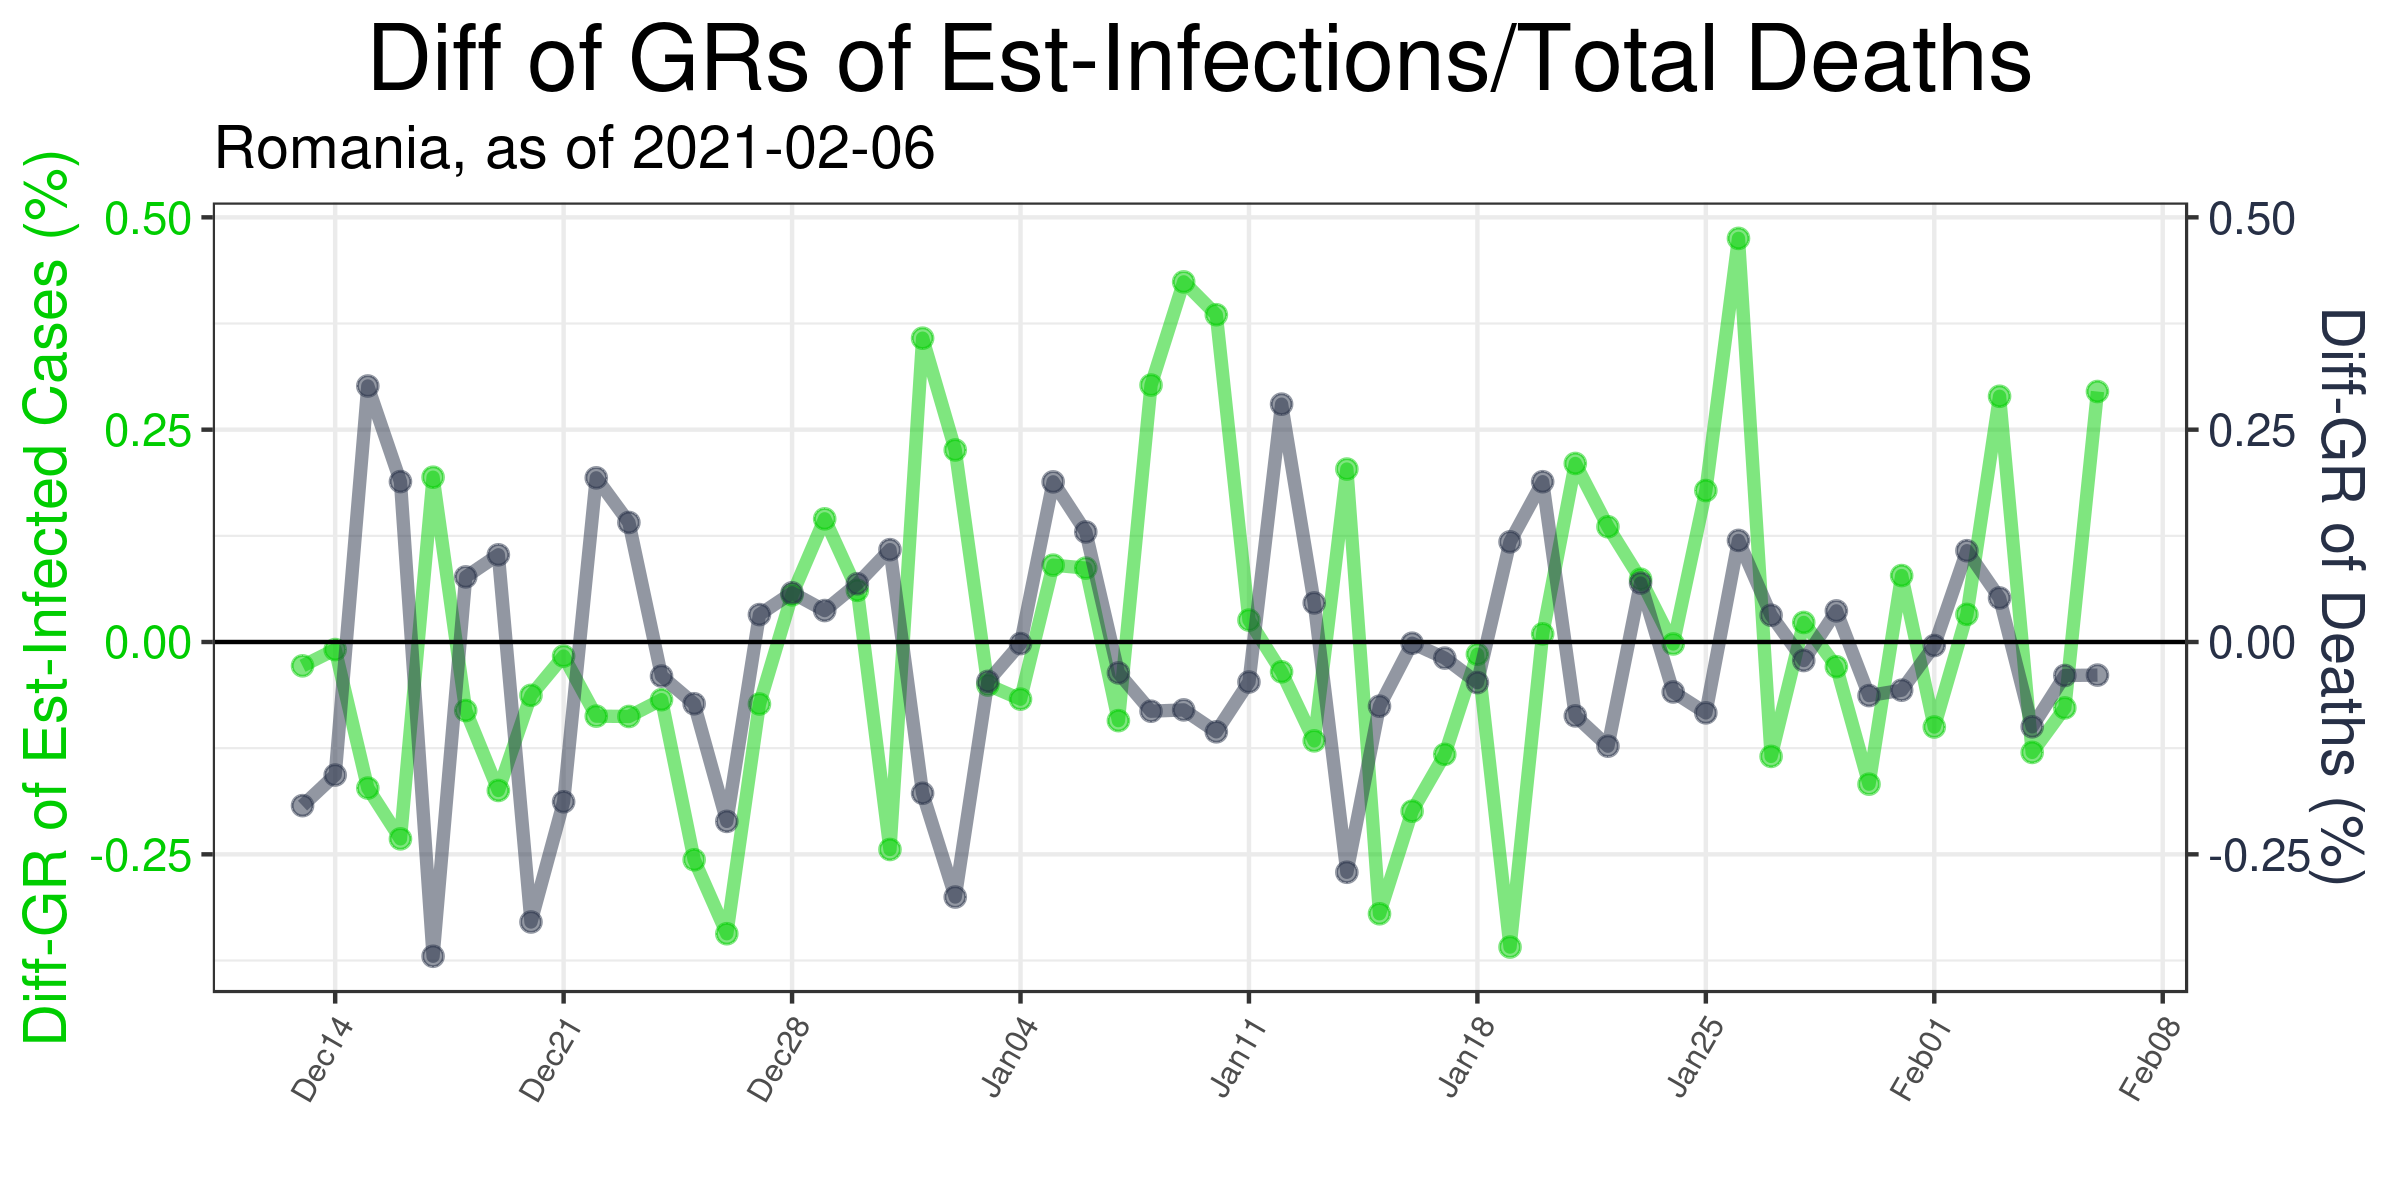 Diff of GRs of Est-Infections/Total Deaths
Romania, as of 2021-02-06
Diff-GR of Est-Infected Cases (%)
0.50
0.25
0.00
-0.25
0.50
0.25
0.00
-0.25
Diff-GR of Deaths (%)
Dec14
Dec21
Dec28
Jan04
Jan11
Jan18
Jan25
Feb01
Feb08